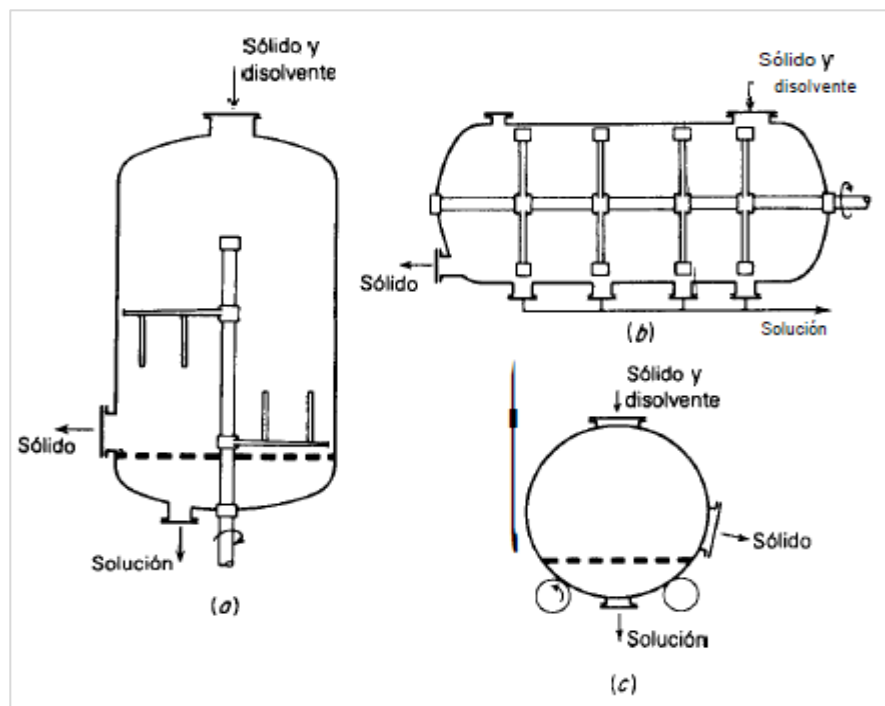 Sólido y
disolvente
Sólido
Solución
(a)
Sólido y
disolvente
Sólido
Solución
(b)
Sólido y
disolvente
Sólido
Solución
(c)